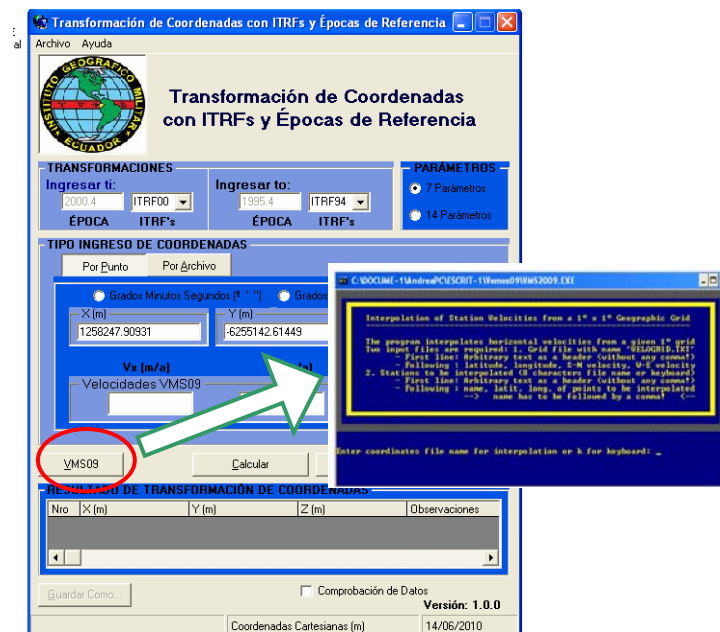 al
Transformación de Coordenadas con ITRFs y Épocas de Referencia
Archivo Ayuda
INSTITUTO GEOGRAFICO MILITAR
ECUADOR
Transformación de Coordenadas
con ITRFs y Épocas de Referencia
TRANSFORMACIONES
Ingresar ti:
2000.4 ITRF00
ÉPOCA ITRF's
Ingresar to:
1995.4 ITRF94
ÉPOCA ITRF's
PARÁMETROS
7 Parámetros
14 Parámetros
TIPO INGRESO DE COORDENADAS
Por Punto Por Archivo
Grados Minutos Segundos (º ' '') Grados
X (m) Y (m)
1258247.90931 -6255142.61449
Vx (m/a)
Velocidades VMS09
VMS09 Calcular
C:\DOCUME~1\AndreaPC\ESCRIT~1\Vemos09\VMS2009.EXE
Interpolation of Station Velocities from a 1° x 1° Geographic Grid
The program interpolates horizontal velocities from a given 1° grid
Two input files are required: 1. Grid file with name "VELOGRID.TXT"
- First line: Arbitrary text as a header (without any comma!)
- Following : latitude, longitude, S-N velocity, W-E velocity
2. Stations to be interpolated (8 characters file name or keyboard)
- First line: Arbitrary text as a header (without any comma!)
- Following : name, latit, long, of points to be interpolated
--> name has to be followed by a comma! <--
Enter coordinates file name for interpolation or k for keyboard: _
RESULTADO DE TRANSFORMACIÓN DE COORDENADAS
Nro X (m) Y (m) Z (m) Observaciones
Guardar Como... Comprobación de Datos
Versión: 1.0.0
Coordenadas Cartesianas (m) 14/06/2010